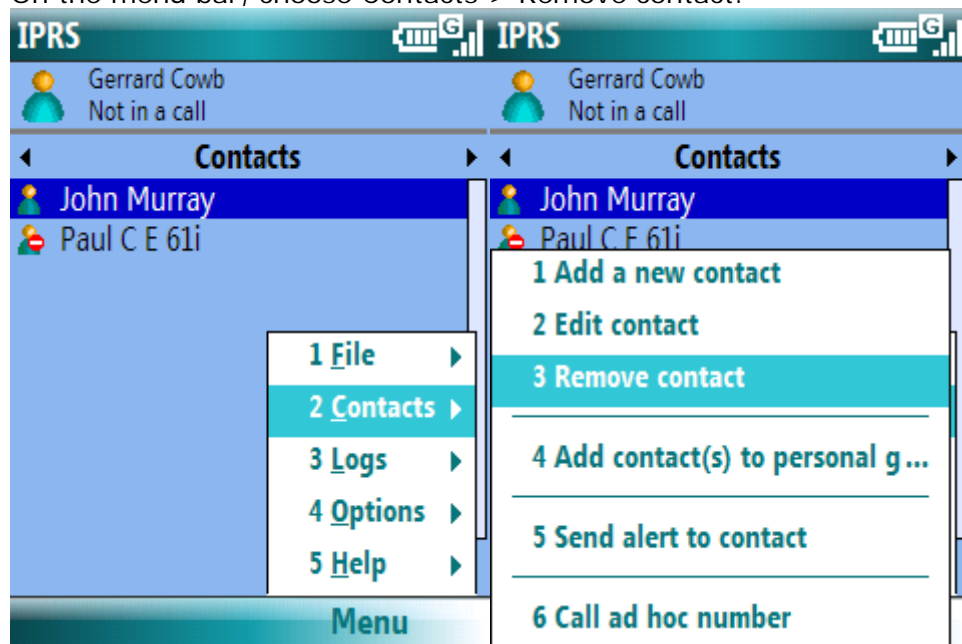 On the menu bar, choose Contacts > Remove contact.
IPRS
G
Gerrard Cowb
Not in a call
Contacts
John Murray
Paul C E 61i
1 File
2 Contacts
3 Logs
4 Options
5 Help
Menu
IPRS
G
Gerrard Cowb
Not in a call
Contacts
John Murray
Paul C E 61i
1 Add a new contact
2 Edit contact
3 Remove contact
4 Add contact(s) to personal g...
5 Send alert to contact
6 Call ad hoc number